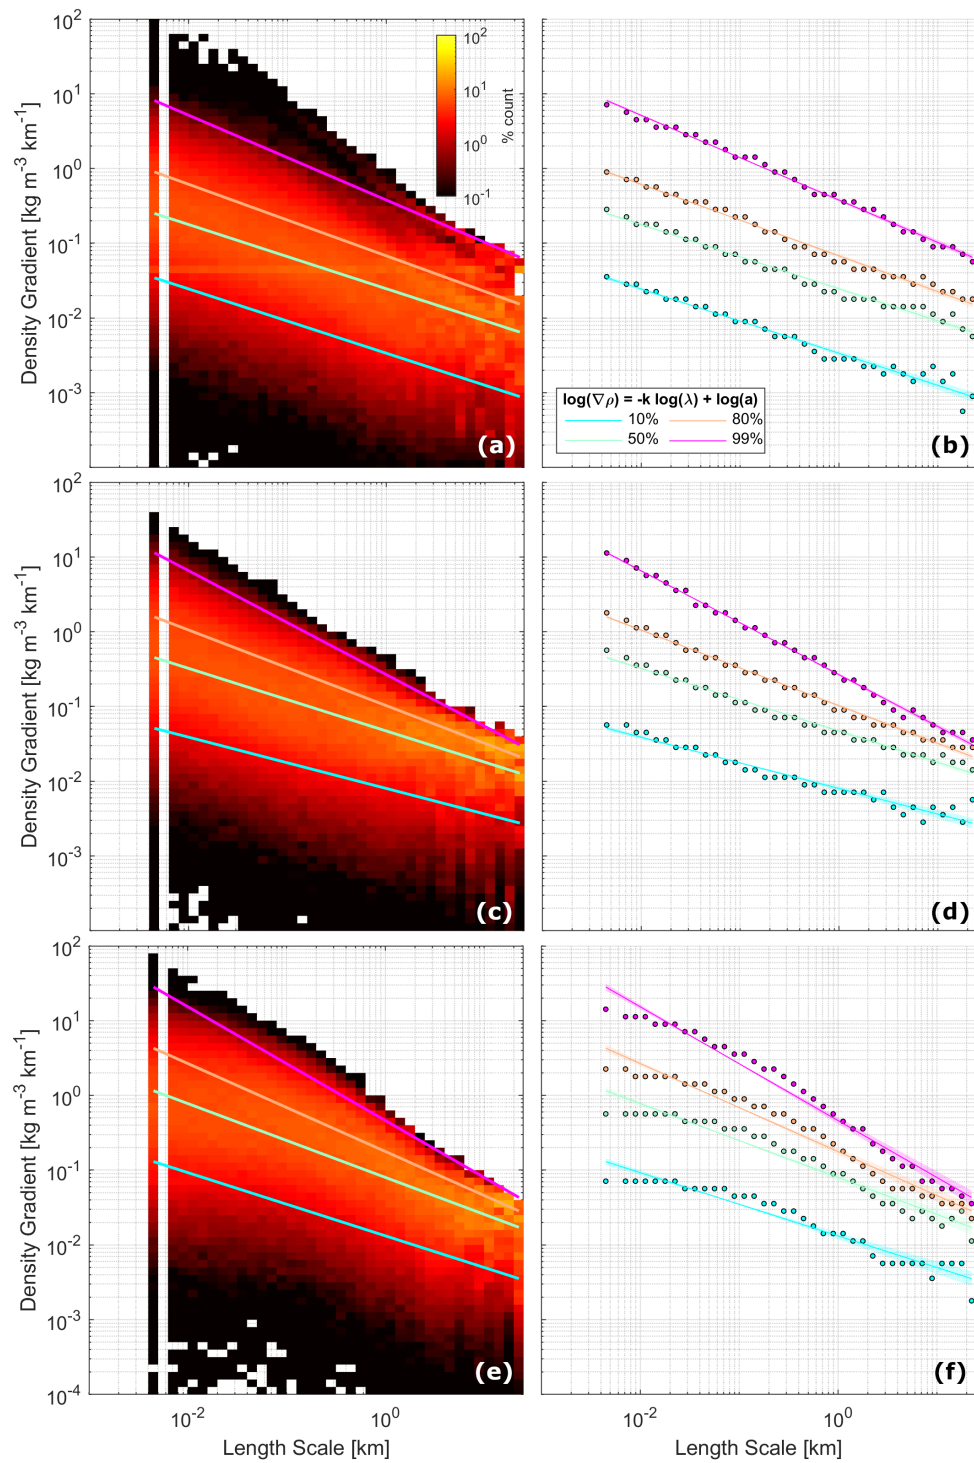 10^2
10^1
10^0
10^-1
10^-2
10^-3
Density Gradient [kg m^-3 km^-1]
10^2
10^1
10^0
10^-1
% count
(a)
log(∇ρ) = -k log(λ) + log(a)
10% 80%
50% 99%
(b)
10^2
10^1
10^0
10^-1
10^-2
10^-3
Density Gradient [kg m^-3 km^-1]
(c)
(d)
10^2
10^1
10^0
10^-1
10^-2
10^-3
10^-4
Density Gradient [kg m^-3 km^-1]
(e)
(f)
10^-2 10^0
Length Scale [km]
10^-2 10^0
Length Scale [km]